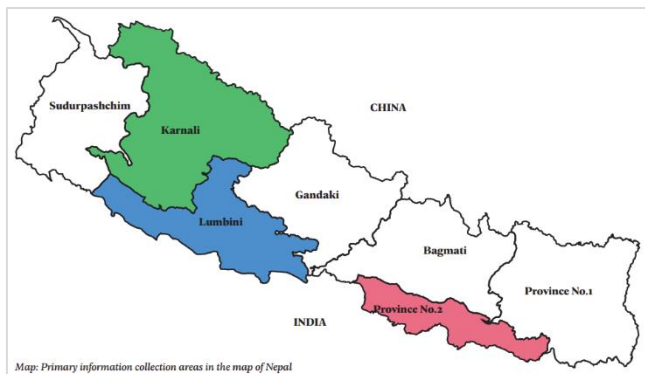 Sudurpashchim
CHINA
Karnali
Gandaki
Lumbini
Bagmati
Province No.1
Province No.2
INDIA
Map: Primary information collection areas in the map of Nepal